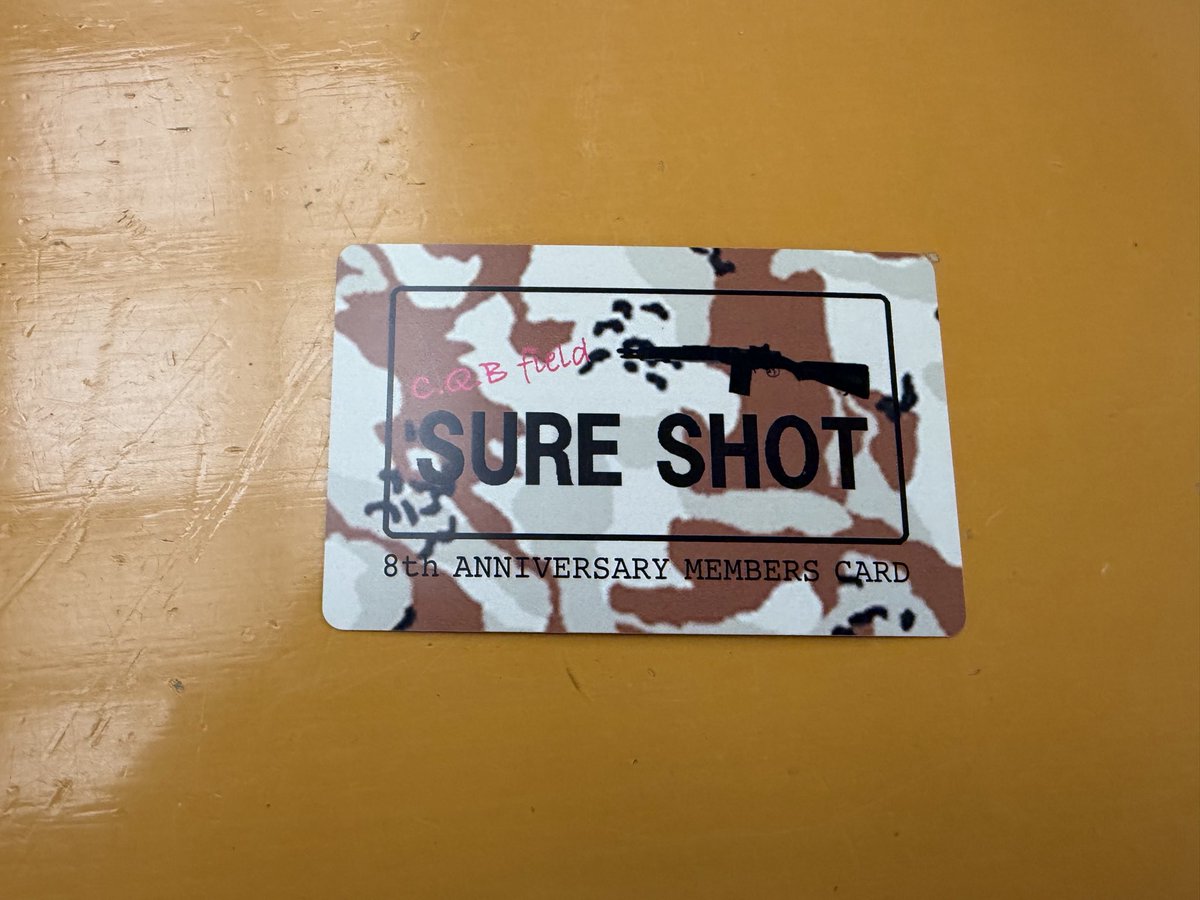 C.Q.B field
SURE SHOT
8th ANNIVERSARY MEMBERS CARD